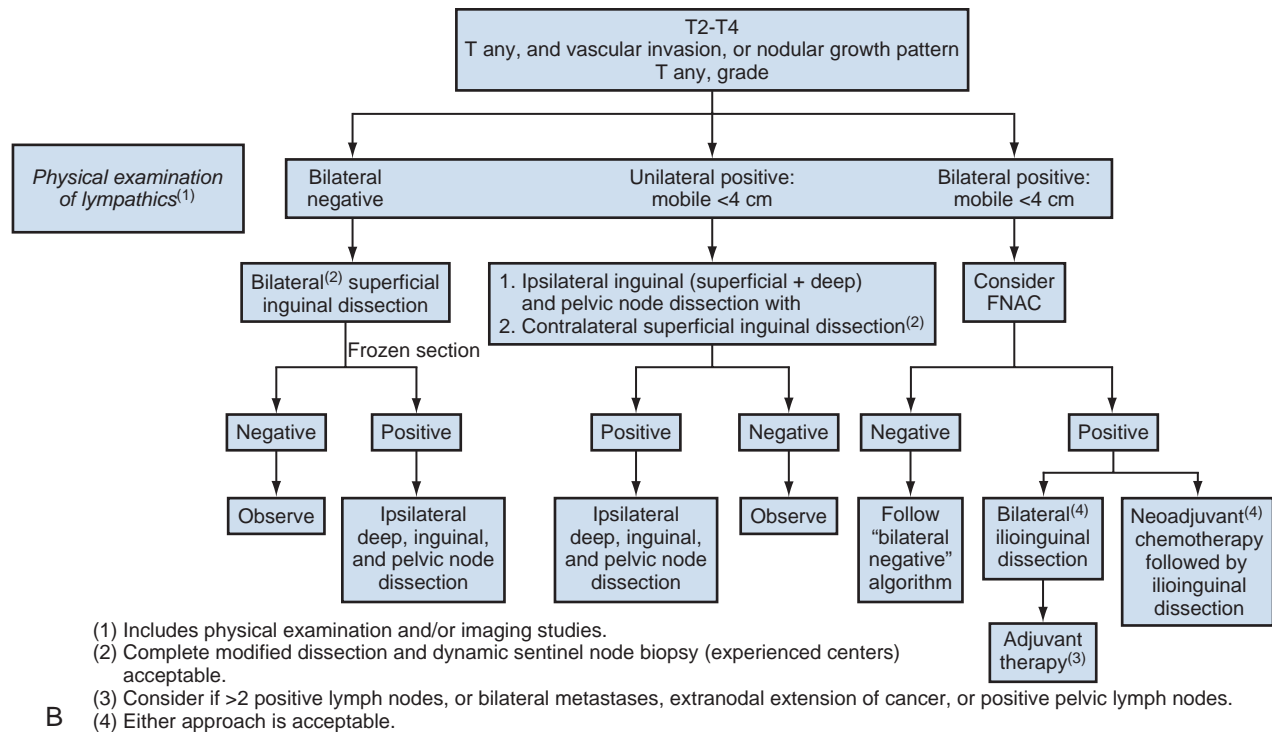 T2-T4
T any, and vascular invasion, or nodular growth pattern
T any, grade
Physical examination
of lympathics(1)
Bilateral
negative
Unilateral positive:
mobile <4 cm
Bilateral positive:
mobile <4 cm
Bilateral(2) superficial
inguinal dissection
1. Ipsilateral inguinal (superficial + deep)
and pelvic node dissection with
2. Contralateral superficial inguinal dissection(2)
Consider
FNAC
Frozen section
Negative
Positive
Positive
Negative
Negative
Positive
Observe
Ipsilateral
deep, inguinal,
and pelvic node
dissection
Ipsilateral
deep, inguinal,
and pelvic node
dissection
Observe
Follow
“bilateral
negative”
algorithm
Bilateral(4)
ilioinguinal
dissection
Neoadjuvant(4)
chemotherapy
followed by
ilioinguinal
dissection
Adjuvant
therapy(3)
(1) Includes physical examination and/or imaging studies.
(2) Complete modified dissection and dynamic sentinel node biopsy (experienced centers)
acceptable.
(3) Consider if >2 positive lymph nodes, or bilateral metastases, extranodal extension of cancer, or positive pelvic lymph nodes.
(4) Either approach is acceptable.
B